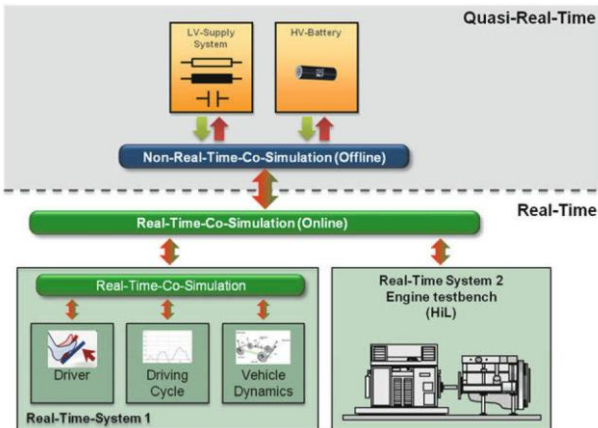 Quasi-Real-Time
LV-Supply
System
HV-Battery
Non-Real-Time-Co-Simulation (Offline)
Real-Time
Real-Time-Co-Simulation (Online)
Real-Time-Co-Simulation
Driver
Driving
Cycle
Vehicle
Dynamics
Real-Time-System 1
Real-Time System 2
Engine testbench
(HiL)